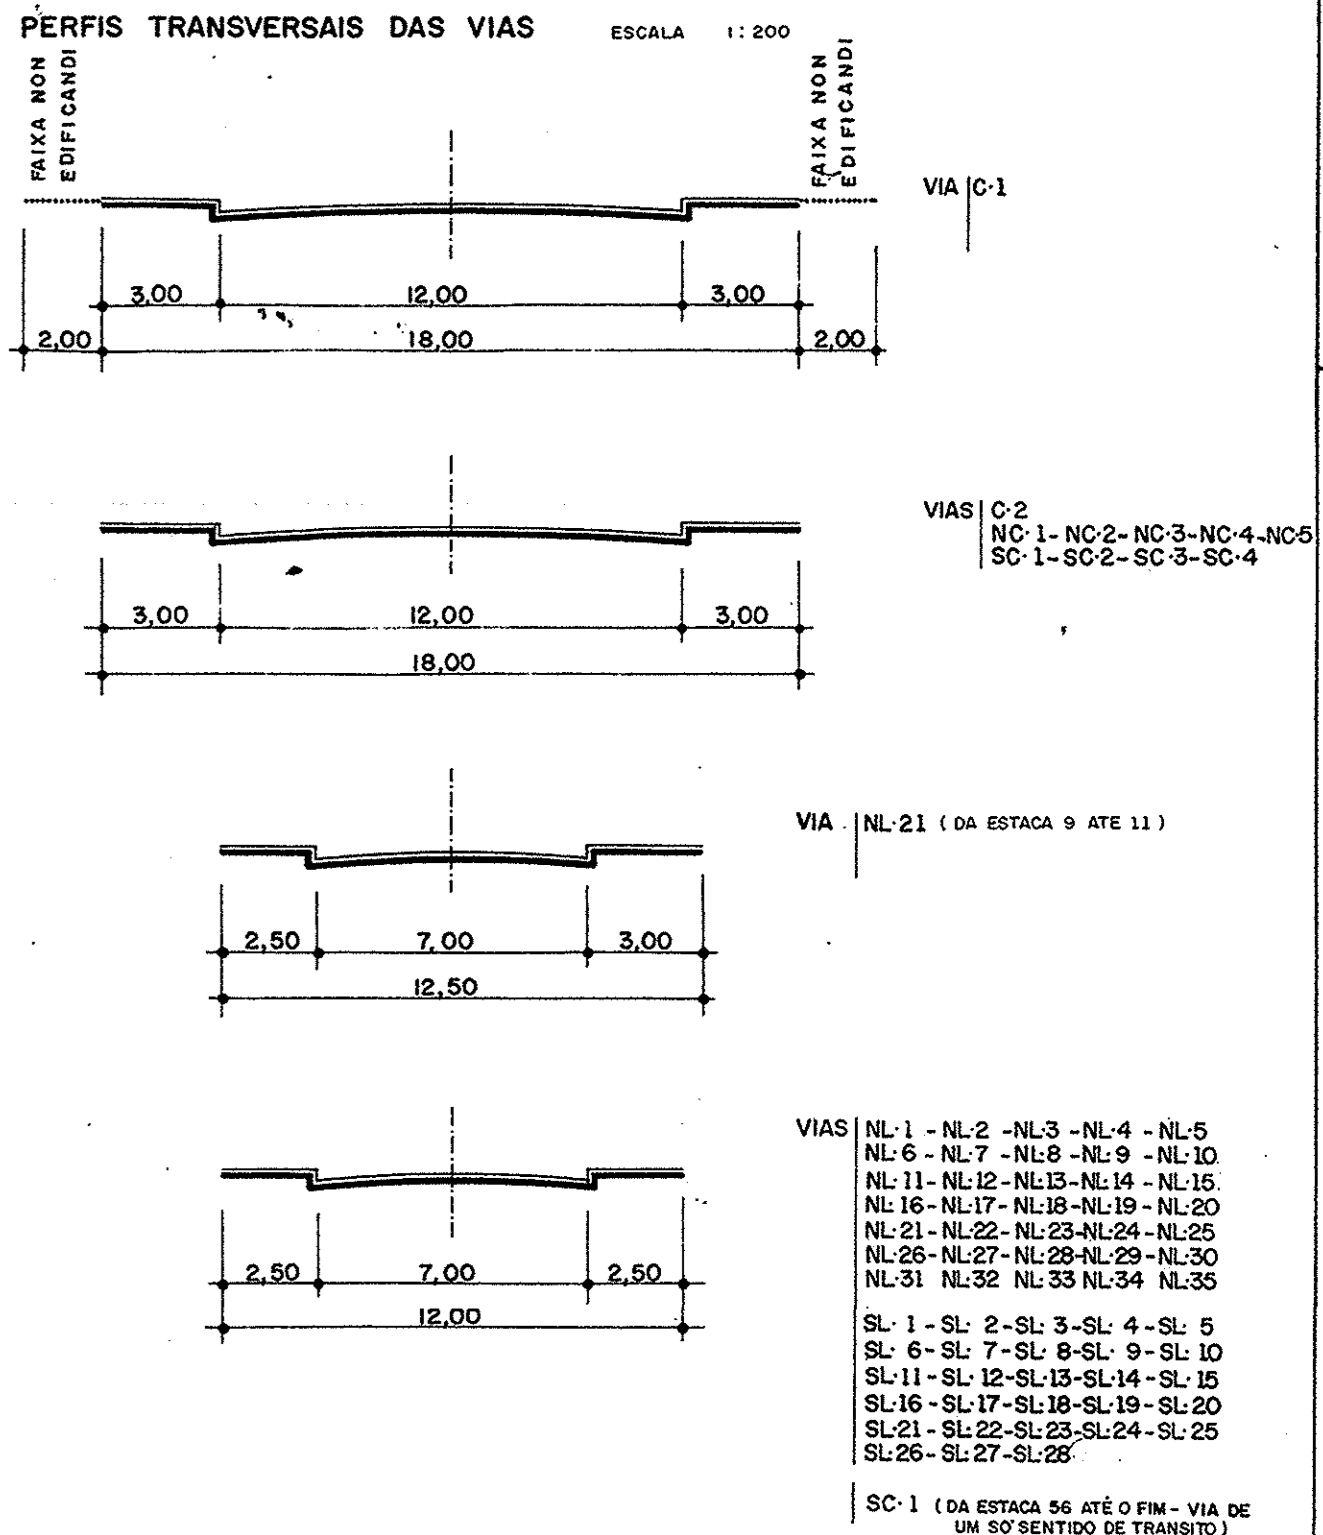 PERFIS TRANSVERSAIS DAS VIAS ESCALA 1:200
FAIXA NON
EDIFICANDI
FAIXA NON
EDIFICANDI
VIA C·1
3,00 12,00 3,00
2,00 18,00 2,00
VIAS C·2
NC·1-NC·2-NC·3-NC·4-NC·5
SC·1-SC·2-SC·3-SC·4
3,00 12,00 3,00
18,00
VIA NL·21 (DA ESTACA 9 ATE 11)
2,50 7,00 3,00
12,50
VIAS NL·1 -NL·2 -NL·3 -NL·4 -NL·5
NL·6 -NL·7 -NL·8 -NL·9 -NL·10
NL·11-NL·12-NL·13-NL·14-NL·15
NL·16-NL·17-NL·18-NL·19-NL·20
NL·21-NL·22-NL·23-NL·24-NL·25
NL·26-NL·27-NL·28-NL·29-NL·30
NL·31 NL·32 NL·33 NL·34 NL·35
2,50 7,00 2,50
12,00
SL·1-SL·2-SL·3-SL·4-SL·5
SL·6-SL·7-SL·8-SL·9-SL·10
SL·11-SL·12-SL·13-SL·14-SL·15
SL·16-SL·17-SL·18-SL·19-SL·20
SL·21-SL·22-SL·23-SL·24-SL·25
SL·26-SL·27-SL·28
SC·1 (DA ESTACA 56 ATÉ O FIM - VIA DE
UM SO' SENTIDO DE TRANSITO)